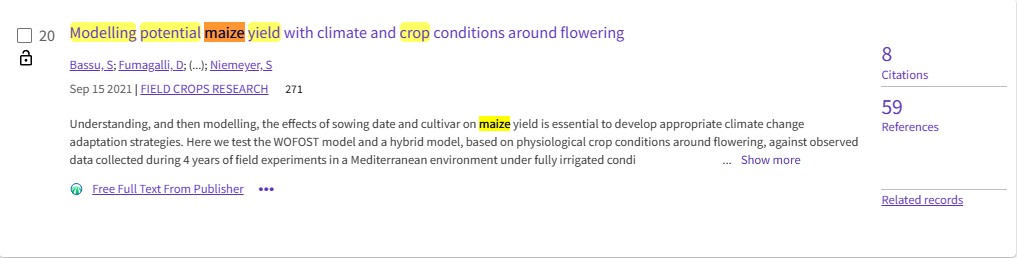 20 Modelling potential maize yield with climate and crop conditions around flowering
Bassu, S; Fumagalli, D; (...); Niemeyer, S
Sep 15 2021 | FIELD CROPS RESEARCH 271
Understanding, and then modelling, the effects of sowing date and cultivar on maize yield is essential to develop appropriate climate change
adaptation strategies. Here we test the WOFOST model and a hybrid model, based on physiological crop conditions around flowering, against observed
data collected during 4 years of field experiments in a Mediterranean environment under fully irrigated condi ... Show more
Free Full Text From Publisher •••
8
Citations
59
References
Related records